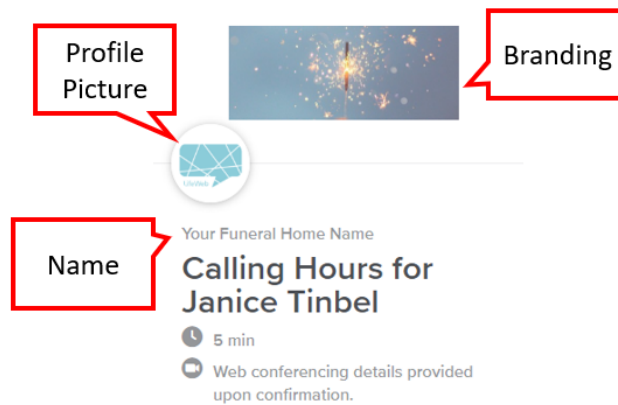 Profile
Picture
Branding
Your Funeral Home Name
Name
Calling Hours for
Janice Tinbel
5 min
Web conferencing details provided
upon confirmation.